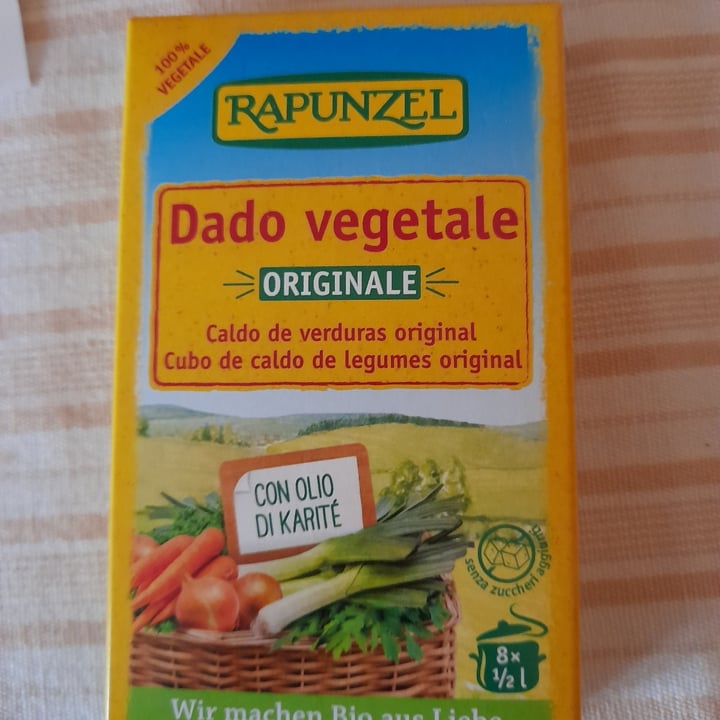 100%
VEGETALE
RAPUNZEL
Dado vegetale
ORIGINALE
Caldo de verduras original
Cubo de caldo de legumes original
CON OLIO
DI KARITÉ
senza zuccheri aggiunti
8×
½ l
Wir machen Bio aus Liebe